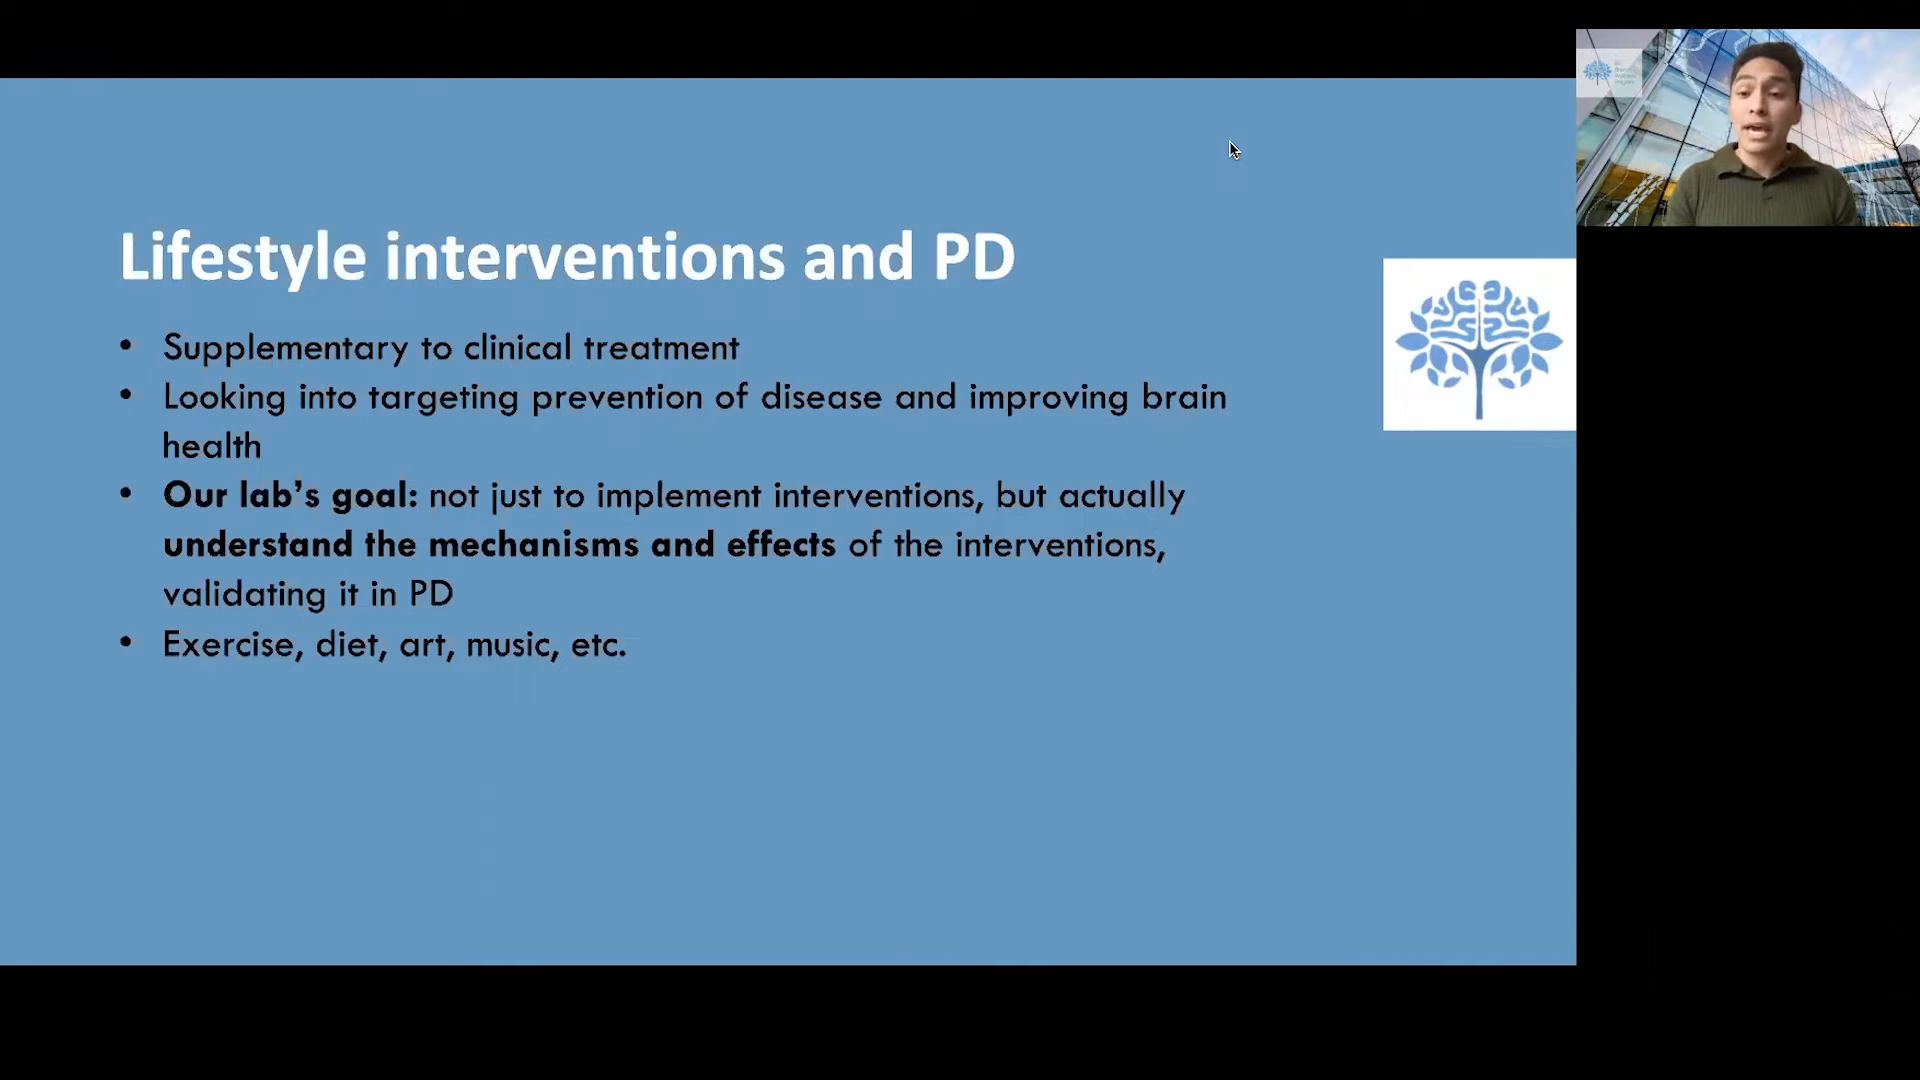 Lifestyle interventions and PD
• Supplementary to clinical treatment
• Looking into targeting prevention of disease and improving brain
health
• Our lab’s goal: not just to implement interventions, but actually
understand the mechanisms and effects of the interventions,
validating it in PD
• Exercise, diet, art, music, etc.